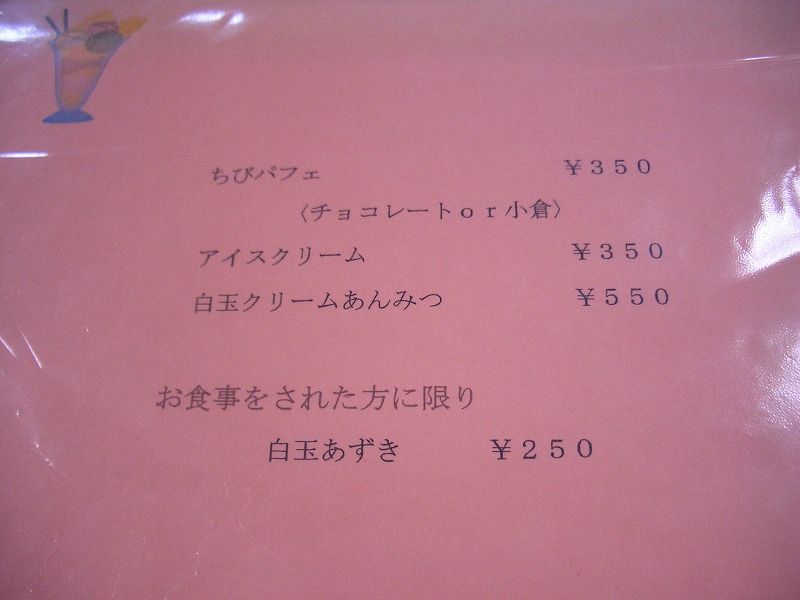 ちびパフェ ￥３５０
〈チョコレートｏｒ小倉〉
アイスクリーム ￥３５０
白玉クリームあんみつ ￥５５０
お食事をされた方に限り
白玉あずき ￥２５０